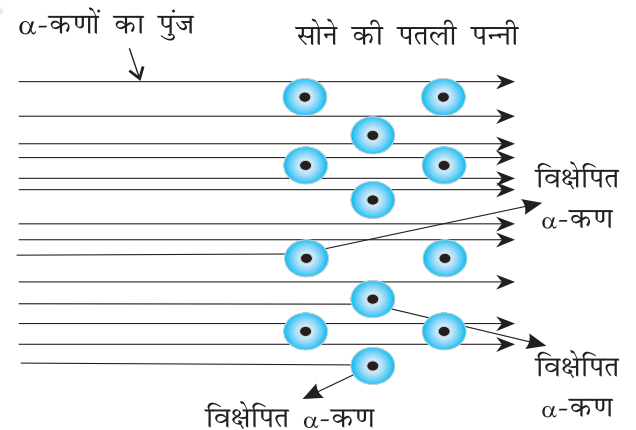 α-कणों का पुंज
सोने की पतली पन्नी
विक्षेपित
α-कण
विक्षेपित
α-कण
विक्षेपित α-कण